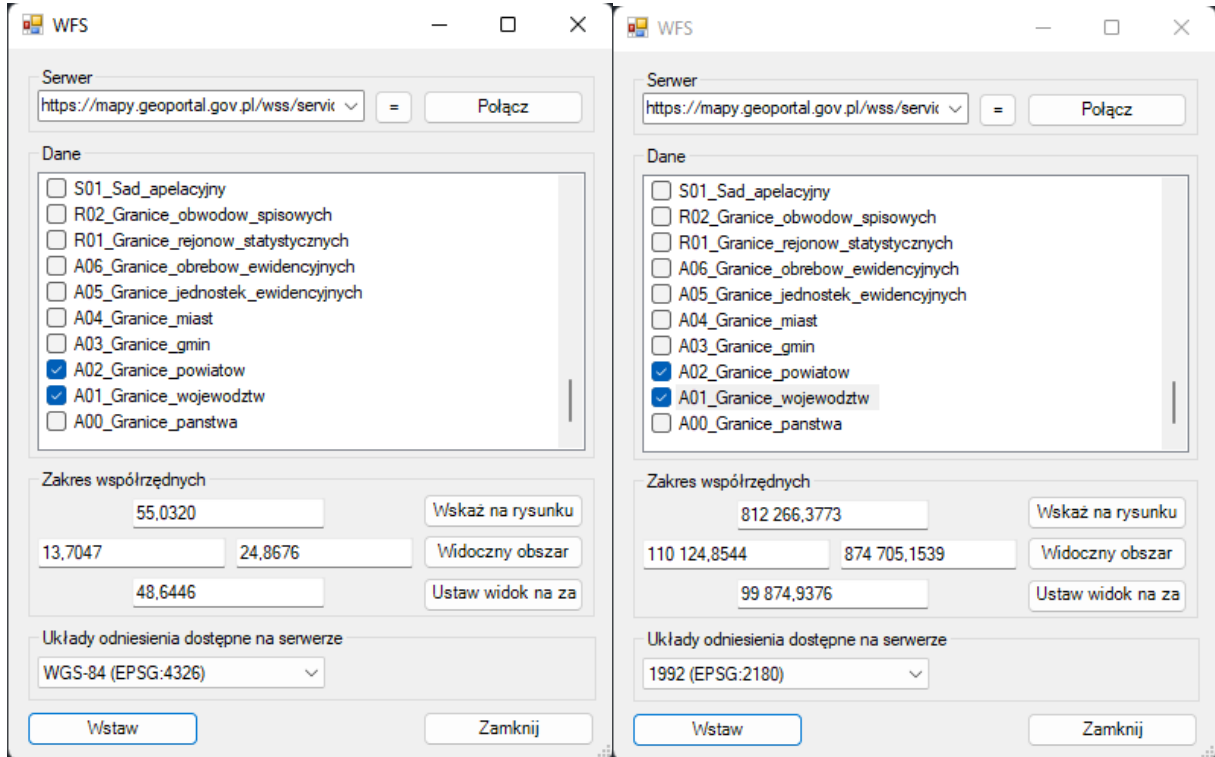 WFS
Serwer
https://mapy.geoportal.gov.pl/wss/servic
=
Połącz
Dane
S01_Sad_apelacyjny
R02_Granice_obwodow_spisowych
R01_Granice_rejonow_statystycznych
A06_Granice_obrebow_ewidencyjnych
A05_Granice_jednostek_ewidencyjnych
A04_Granice_miast
A03_Granice_gmin
A02_Granice_powiatow
A01_Granice_wojewodztw
A00_Granice_panstwa
Zakres współrzędnych
55,0320
Wskaż na rysunku
13,7047
24,8676
Widoczny obszar
48,6446
Ustaw widok na za
Układy odniesienia dostępne na serwerze
WGS-84 (EPSG:4326)
Wstaw
Zamknij
WFS
Serwer
https://mapy.geoportal.gov.pl/wss/servic
=
Połącz
Dane
S01_Sad_apelacyjny
R02_Granice_obwodow_spisowych
R01_Granice_rejonow_statystycznych
A06_Granice_obrebow_ewidencyjnych
A05_Granice_jednostek_ewidencyjnych
A04_Granice_miast
A03_Granice_gmin
A02_Granice_powiatow
A01_Granice_wojewodztw
A00_Granice_panstwa
Zakres współrzędnych
812 266,3773
Wskaż na rysunku
110 124,8544
874 705,1539
Widoczny obszar
99 874,9376
Ustaw widok na za
Układy odniesienia dostępne na serwerze
1992 (EPSG:2180)
Wstaw
Zamknij